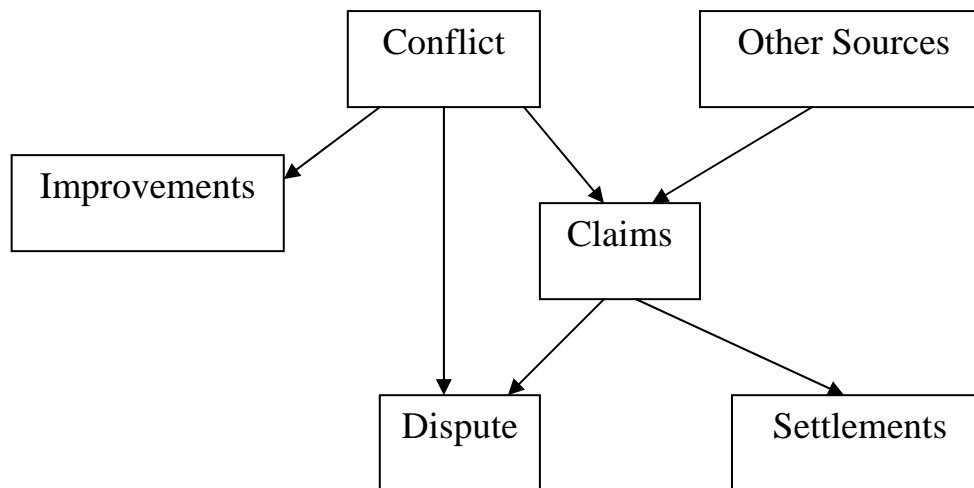 Conflict
Other Sources
Improvements
Claims
Dispute
Settlements